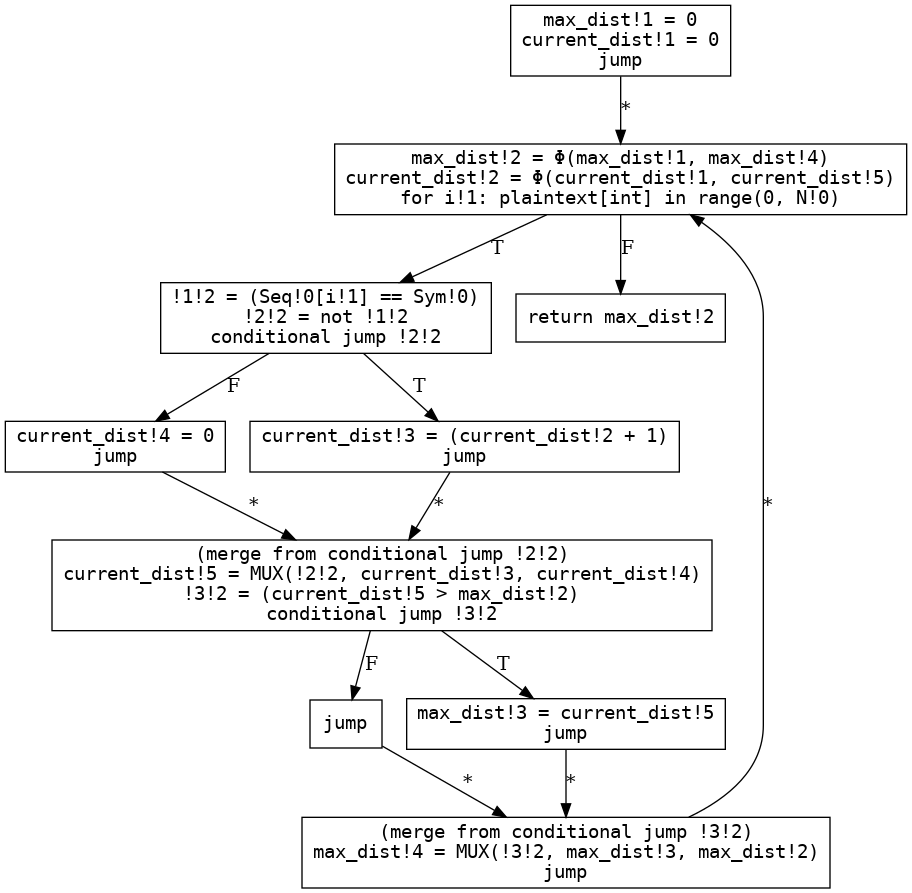 max_dist!1 = 0
current_dist!1 = 0
jump
*
max_dist!2 = Φ(max_dist!1, max_dist!4)
current_dist!2 = Φ(current_dist!1, current_dist!5)
for i!1: plaintext[int] in range(0, N!0)
T
F
!1!2 = (Seq!0[i!1] == Sym!0)
!2!2 = not !1!2
conditional jump !2!2
return max_dist!2
F
T
current_dist!4 = 0
jump
current_dist!3 = (current_dist!2 + 1)
jump
*
*
*
(merge from conditional jump !2!2)
current_dist!5 = MUX(!2!2, current_dist!3, current_dist!4)
!3!2 = (current_dist!5 > max_dist!2)
conditional jump !3!2
F
T
jump
max_dist!3 = current_dist!5
jump
*
*
(merge from conditional jump !3!2)
max_dist!4 = MUX(!3!2, max_dist!3, max_dist!2)
jump